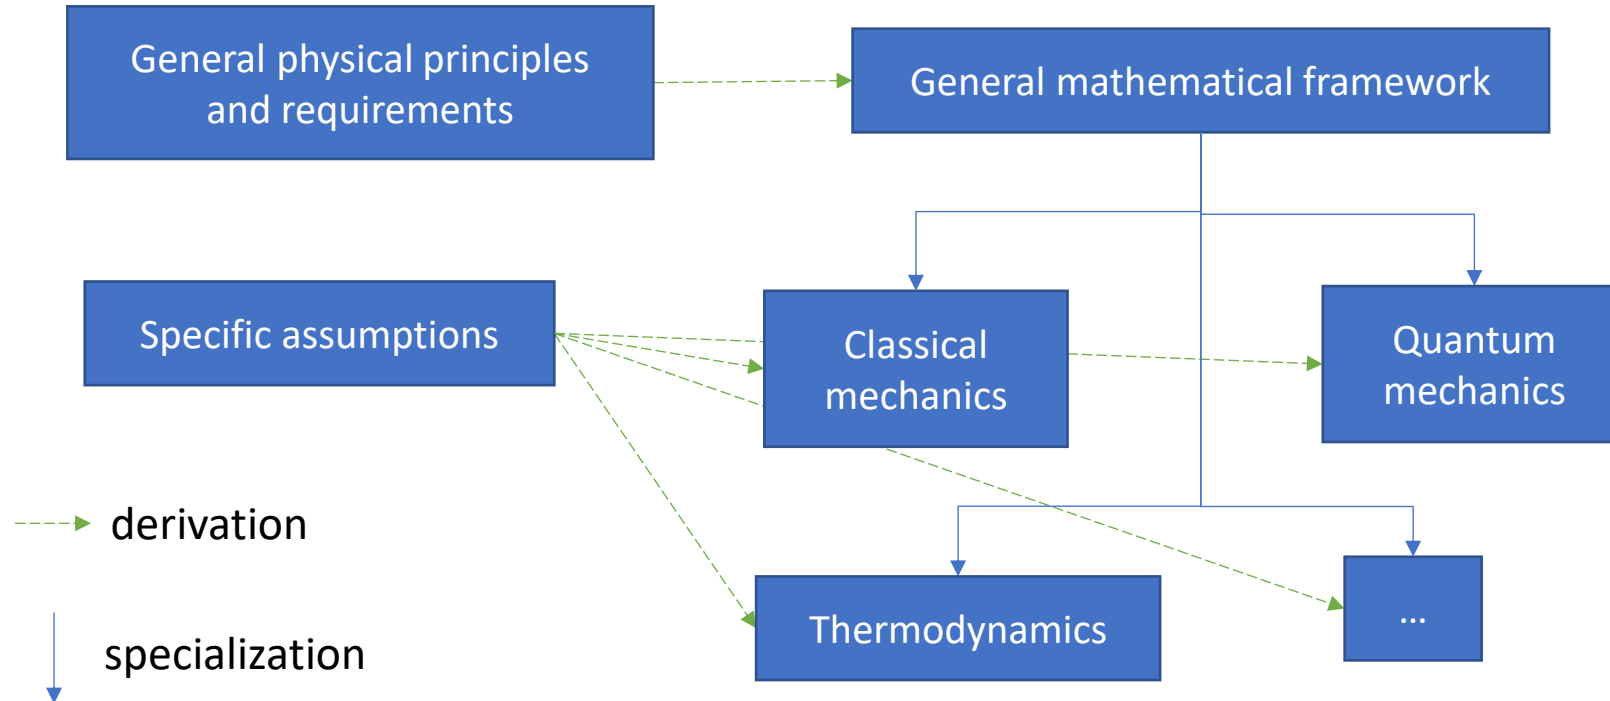 General physical principles
and requirements
General mathematical framework
Specific assumptions
Classical
mechanics
Quantum
mechanics
derivation
Thermodynamics
...
specialization